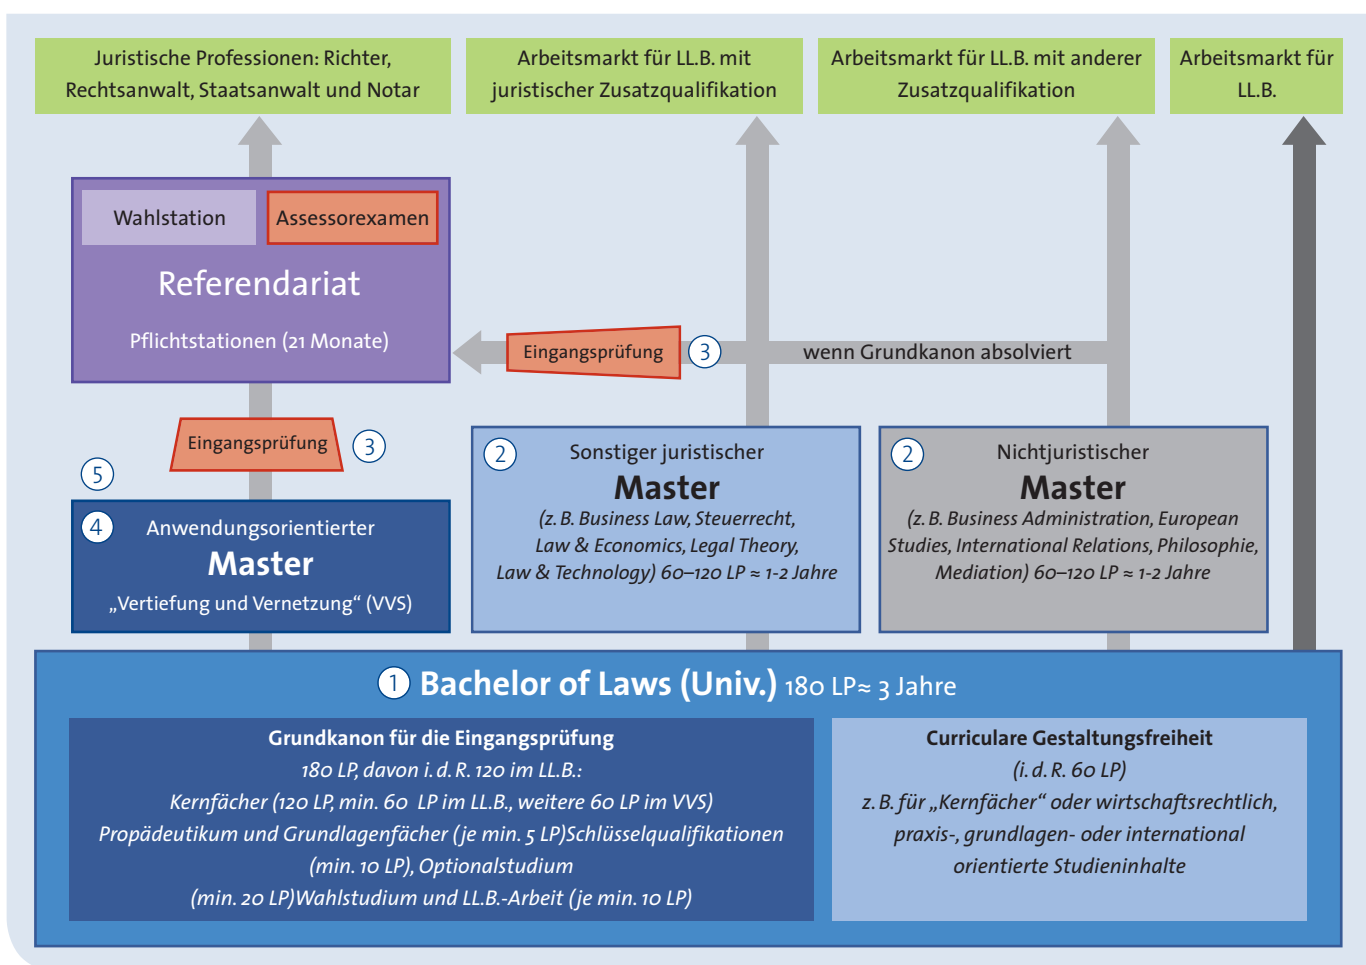 Juristische Professionen: Richter,
Rechtsanwalt, Staatsanwalt und Notar
Arbeitsmarkt für LL.B. mit
juristischer Zusatzqualifikation
Arbeitsmarkt für LL.B. mit anderer
Zusatzqualifikation
Arbeitsmarkt für
LL.B.
Wahlstation
Assessorexamen
Referendariat
Pflichtstationen (21 Monate)
Eingangsprüfung
3
wenn Grundkanon absolviert
Eingangsprüfung
3
5
4
Anwendungsorientierter
Master
„Vertiefung und Vernetzung“ (VVS)
2
Sonstiger juristischer
Master
(z. B. Business Law, Steuerrecht,
Law & Economics, Legal Theory,
Law & Technology) 60–120 LP ≈ 1-2 Jahre
2
Nichtjuristischer
Master
(z. B. Business Administration, European
Studies, International Relations, Philosophie,
Mediation) 60–120 LP ≈ 1-2 Jahre
1 Bachelor of Laws (Univ.) 180 LP≈ 3 Jahre
Grundkanon für die Eingangsprüfung
180 LP, davon i. d. R. 120 im LL.B.:
Kernfächer (120 LP, min. 60 LP im LL.B., weitere 60 LP im VVS)
Propädeutikum und Grundlagenfächer (je min. 5 LP)Schlüsselqualifikationen
(min. 10 LP), Optionalstudium
(min. 20 LP)Wahlstudium und LL.B.-Arbeit (je min. 10 LP)
Curriculare Gestaltungsfreiheit
(i. d. R. 60 LP)
z. B. für „Kernfächer“ oder wirtschaftsrechtlich,
praxis-, grundlagen- oder international
orientierte Studieninhalte